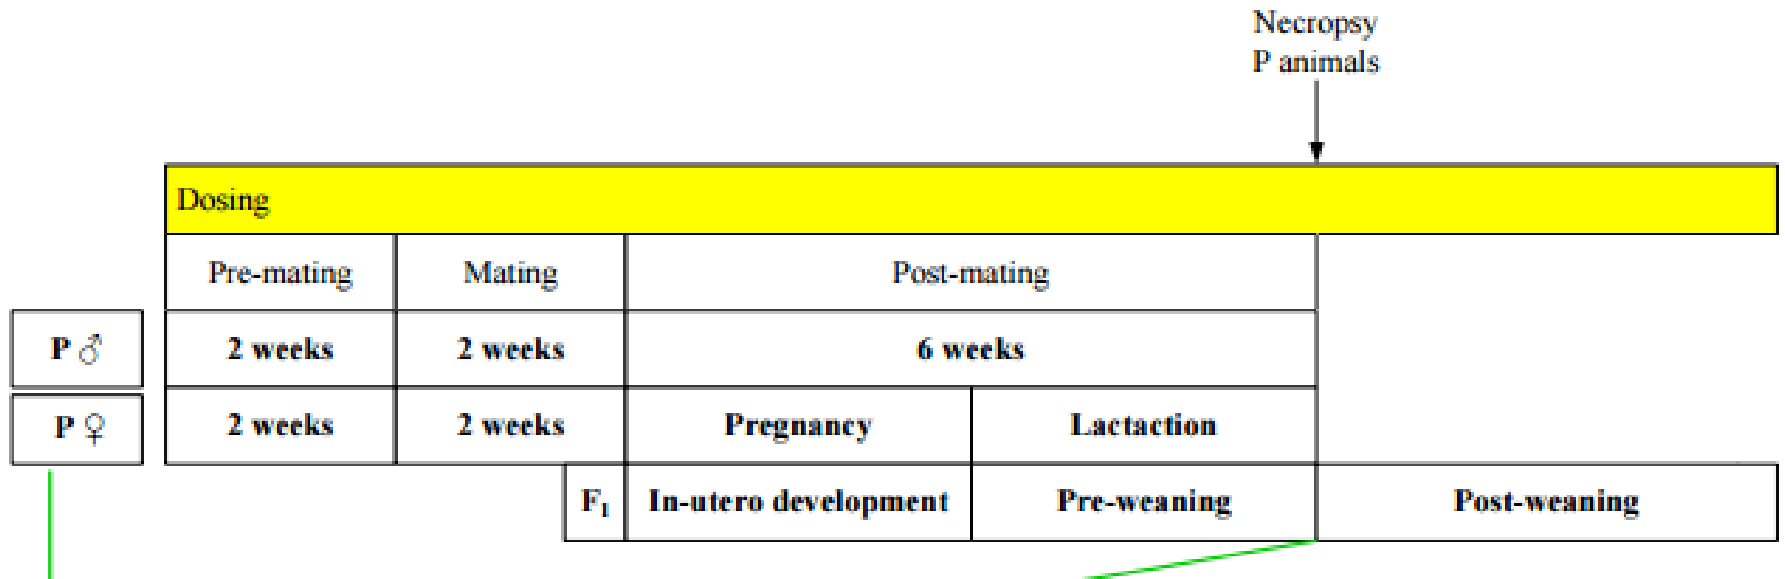 Necropsy
P animals
Dosing
Pre-mating Mating Post-mating
P ♂ 2 weeks 2 weeks 6 weeks
P ♀ 2 weeks 2 weeks Pregnancy Lactaction
F1 In-utero development Pre-weaning Post-weaning